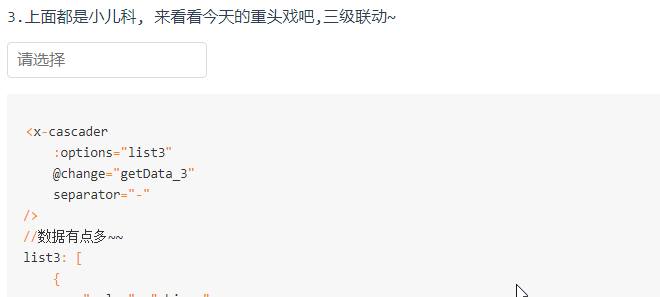 3.上面都是小儿科, 来看看今天的重头戏吧,三级联动~
请选择
<x-cascader
:options="list3"
@change="getData_3"
separator="-"
/>
//数据有点多~~
list3: [
{